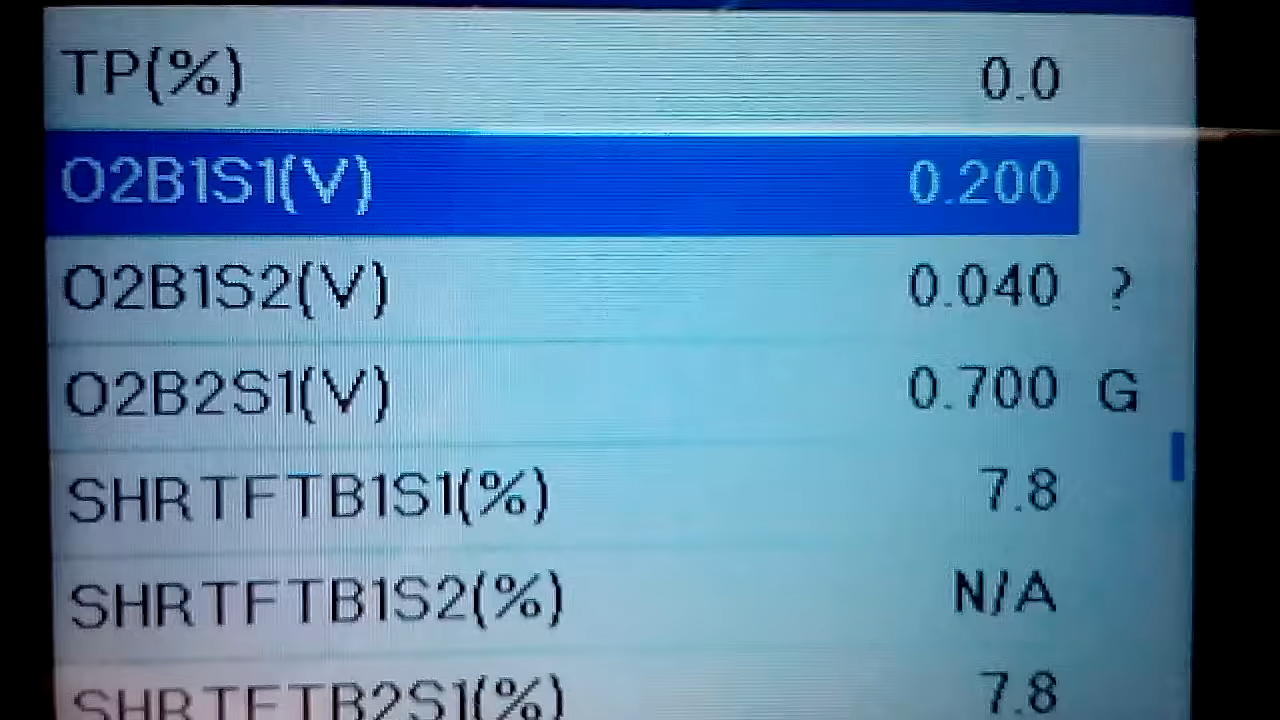 TP(%) 0.0
O2B1S1(V) 0.200
O2B1S2(V) 0.040 ?
O2B2S1(V) 0.700 G
SHRTFTB1S1(%) 7.8
SHRTFTB1S2(%) N/A
SHRTFTB2S1(%) 7.8